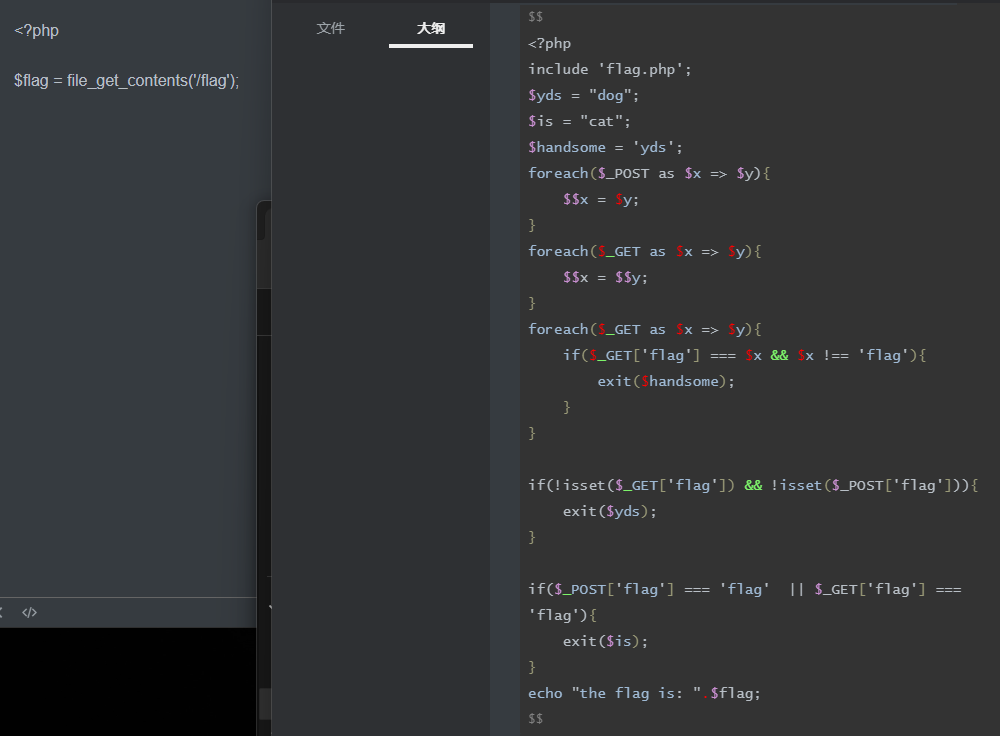 <?php
$flag = file_get_contents('/flag');
</>
文件
大纲
$$
<?php
include 'flag.php';
$yds = "dog";
$is = "cat";
$handsome = 'yds';
foreach($_POST as $x => $y){
    $$x = $y;
}
foreach($_GET as $x => $y){
    $$x = $$y;
}
foreach($_GET as $x => $y){
    if($_GET['flag'] === $x && $x !== 'flag'){
        exit($handsome);
    }
}
if(!isset($_GET['flag']) && !isset($_POST['flag'])){
    exit($yds);
}
if($_POST['flag'] === 'flag'  || $_GET['flag'] ===
'flag'){
    exit($is);
}
echo "the flag is: ".$flag;
$$